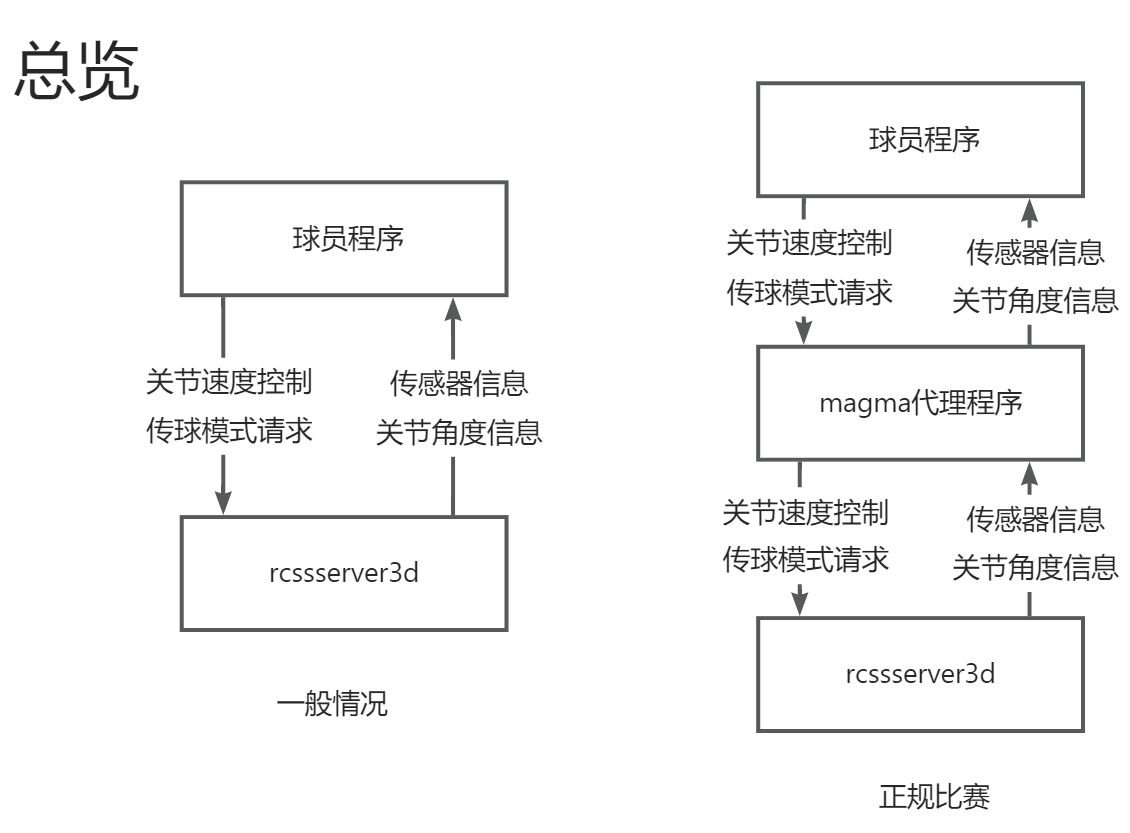 总览
球员程序
关节速度控制
传球模式请求
传感器信息
关节角度信息
rcssserver3d
一般情况
球员程序
关节速度控制
传球模式请求
传感器信息
关节角度信息
magma代理程序
关节速度控制
传球模式请求
传感器信息
关节角度信息
rcssserver3d
正规比赛